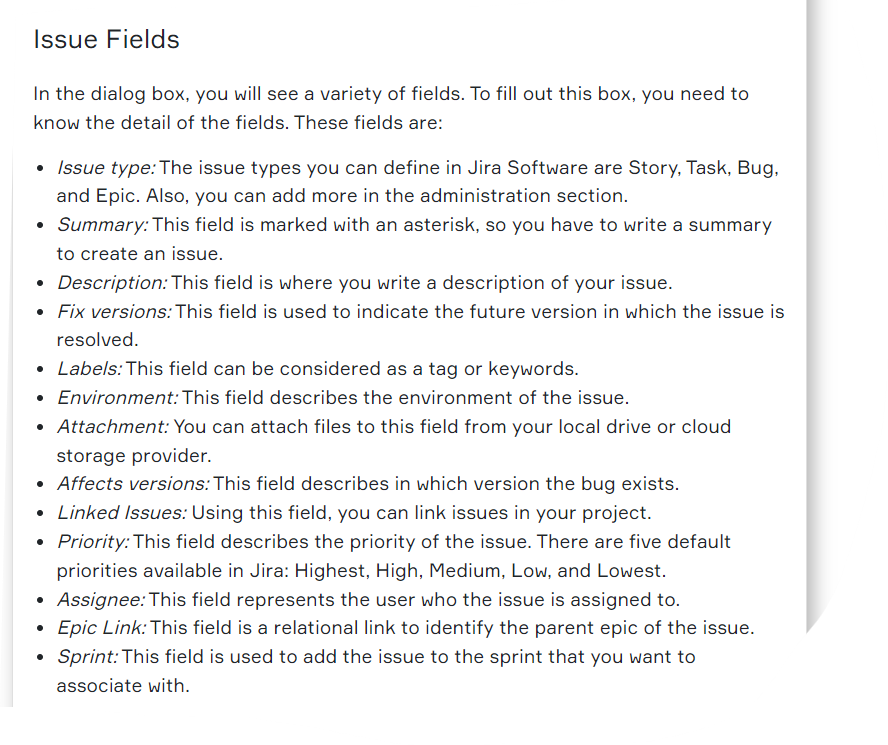 Issue Fields
In the dialog box, you will see a variety of fields. To fill out this box, you need to
know the detail of the fields. These fields are:
• Issue type: The issue types you can define in Jira Software are Story, Task, Bug,
and Epic. Also, you can add more in the administration section.
• Summary: This field is marked with an asterisk, so you have to write a summary
to create an issue.
• Description: This field is where you write a description of your issue.
• Fix versions: This field is used to indicate the future version in which the issue is
resolved.
• Labels: This field can be considered as a tag or keywords.
• Environment: This field describes the environment of the issue.
• Attachment: You can attach files to this field from your local drive or cloud
storage provider.
• Affects versions: This field describes in which version the bug exists.
• Linked Issues: Using this field, you can link issues in your project.
• Priority: This field describes the priority of the issue. There are five default
priorities available in Jira: Highest, High, Medium, Low, and Lowest.
• Assignee: This field represents the user who the issue is assigned to.
• Epic Link: This field is a relational link to identify the parent epic of the issue.
• Sprint: This field is used to add the issue to the sprint that you want to
associate with.